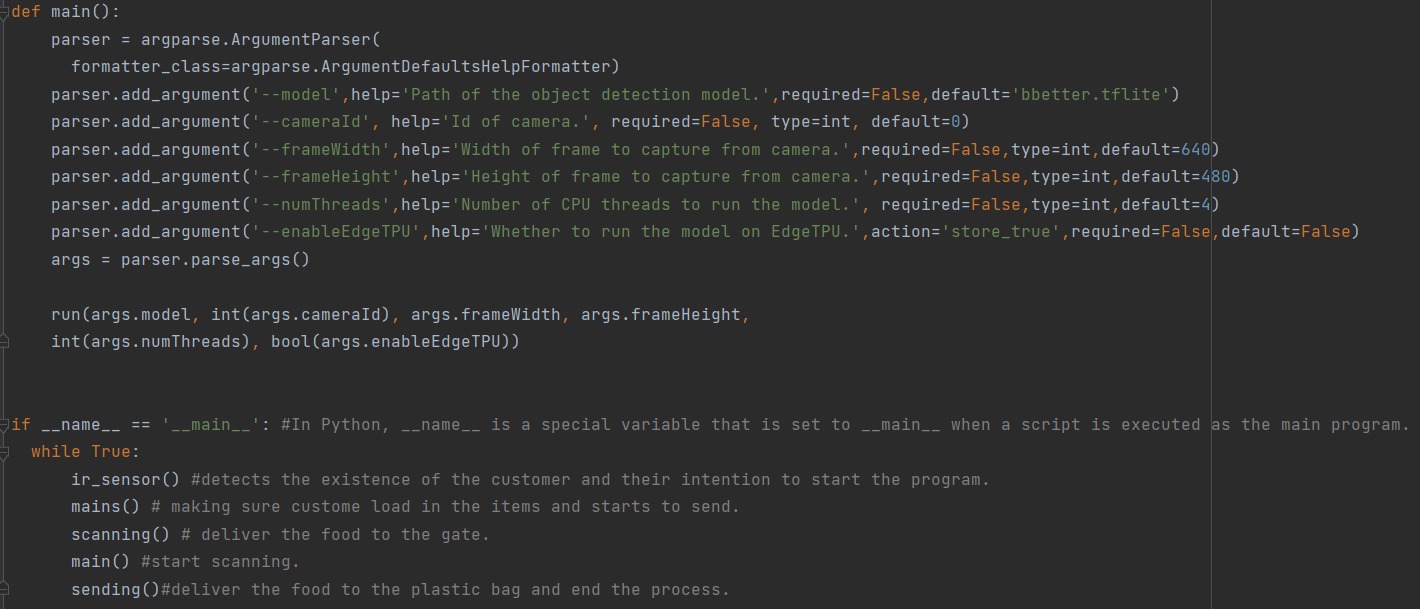 def main():
    parser = argparse.ArgumentParser(
      formatter_class=argparse.ArgumentDefaultsHelpFormatter)
    parser.add_argument('--model',help='Path of the object detection model.',required=False,default='bbetter.tflite')
    parser.add_argument('--cameraId', help='Id of camera.', required=False, type=int, default=0)
    parser.add_argument('--frameWidth',help='Width of frame to capture from camera.',required=False,type=int,default=640)
    parser.add_argument('--frameHeight',help='Height of frame to capture from camera.',required=False,type=int,default=480)
    parser.add_argument('--numThreads',help='Number of CPU threads to run the model.', required=False,type=int,default=4)
    parser.add_argument('--enableEdgeTPU',help='Whether to run the model on EdgeTPU.',action='store_true',required=False,default=False)
    args = parser.parse_args()

    run(args.model, int(args.cameraId), args.frameWidth, args.frameHeight,
    int(args.numThreads), bool(args.enableEdgeTPU))


if __name__ == '__main__': #In Python, __name__ is a special variable that is set to __main__ when a script is executed as the main program.
  while True:
      ir_sensor() #detects the existence of the customer and their intention to start the program.
      mains() # making sure custome load in the items and starts to send.
      scanning() # deliver the food to the gate.
      main() #start scanning.
      sending()#deliver the food to the plastic bag and end the process.